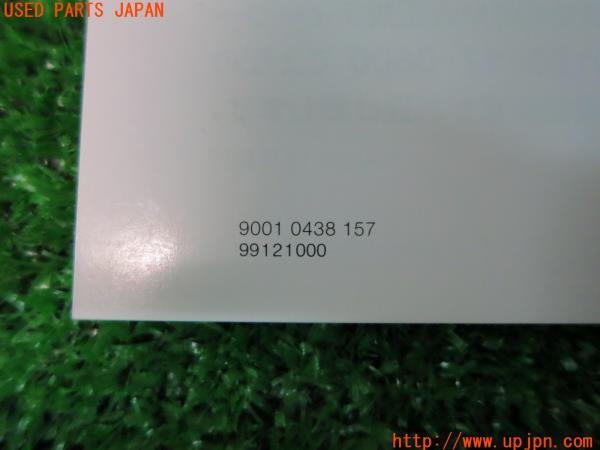 USED PARTS JAPAN
9001 0438 157
99121000
http://www.upjpn.com/